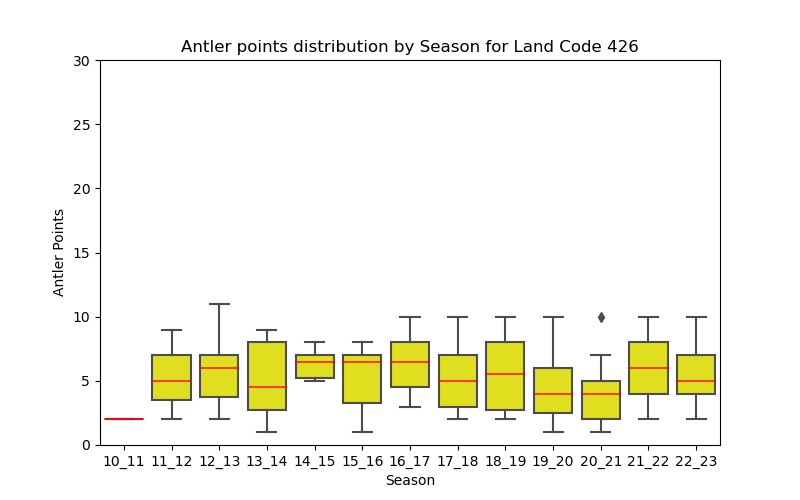 Antler points distribution by Season for Land Code 426
30
25
20
15
10
5
0
Antler Points
10_11 11_12 12_13 13_14 14_15 15_16 16_17 17_18 18_19 19_20 20_21 21_22 22_23
Season